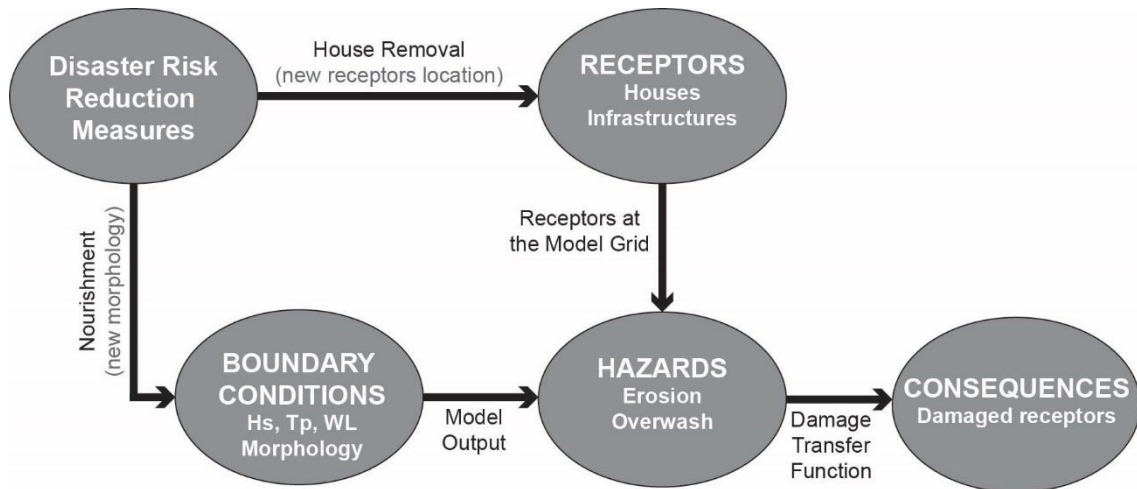 Disaster Risk
Reduction
Measures
House Removal
(new receptors location)
RECEPTORS
Houses
Infrastructures
Nourishment
(new morphology)
Receptors at
the Model Grid
BOUNDARY
CONDITIONS
Hs, Tp, WL
Morphology
Model
Output
HAZARDS
Erosion
Overwash
Damage
Transfer
Function
CONSEQUENCES
Damaged receptors